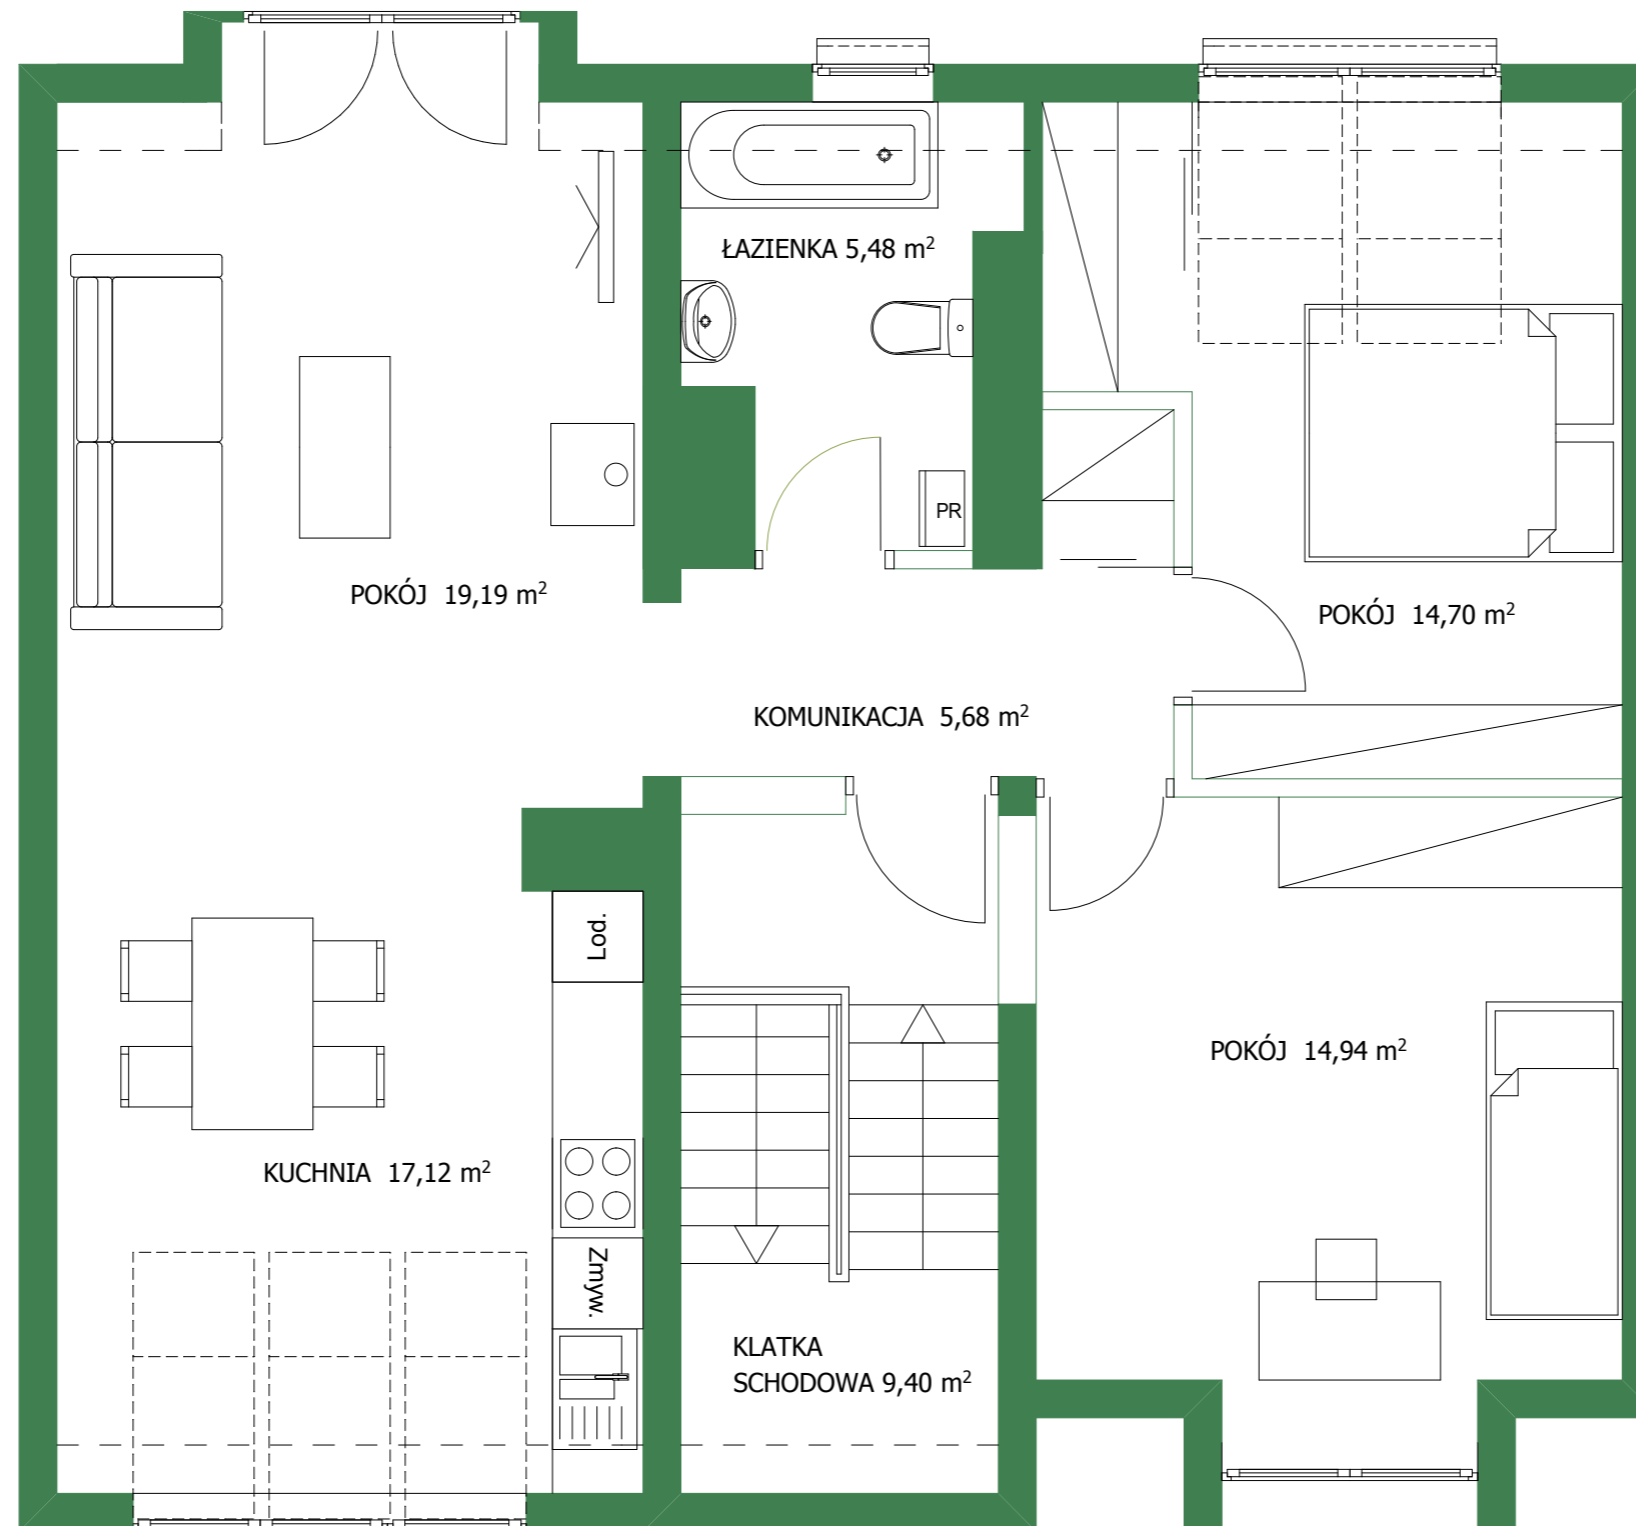 ŁAZIENKA 5,48 m²
PR
POKÓJ 19,19 m²
POKÓJ 14,70 m²
KOMUNIKACJA 5,68 m²
Lod.
POKÓJ 14,94 m²
KUCHNIA 17,12 m²
Zmyw.
KLATKA
SCHODOWA 9,40 m²